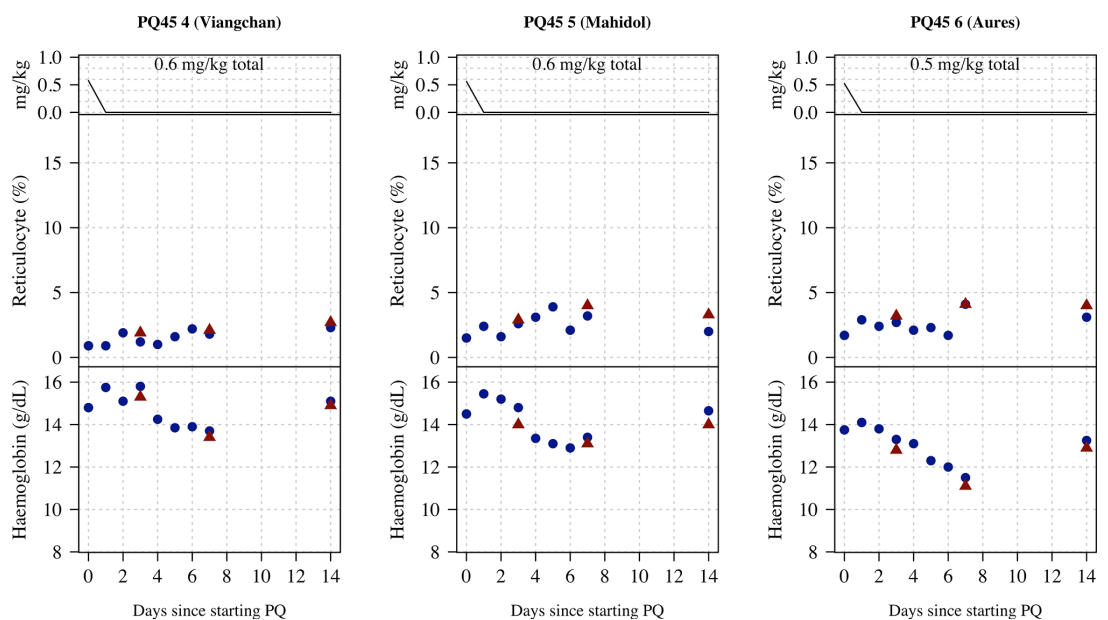 PQ45 4 (Viangchan)
mg/kg
1.0
0.5
0.0
0.6 mg/kg total
Reticulocyte (%)
15
10
5
0
Haemoglobin (g/dL)
16
14
12
10
8
0 2 4 6 8 10 12 14
Days since starting PQ
PQ45 5 (Mahidol)
mg/kg
1.0
0.5
0.0
0.6 mg/kg total
Reticulocyte (%)
15
10
5
0
Haemoglobin (g/dL)
16
14
12
10
8
0 2 4 6 8 10 12 14
Days since starting PQ
PQ45 6 (Aures)
mg/kg
1.0
0.5
0.0
0.5 mg/kg total
Reticulocyte (%)
15
10
5
0
Haemoglobin (g/dL)
16
14
12
10
8
0 2 4 6 8 10 12 14
Days since starting PQ